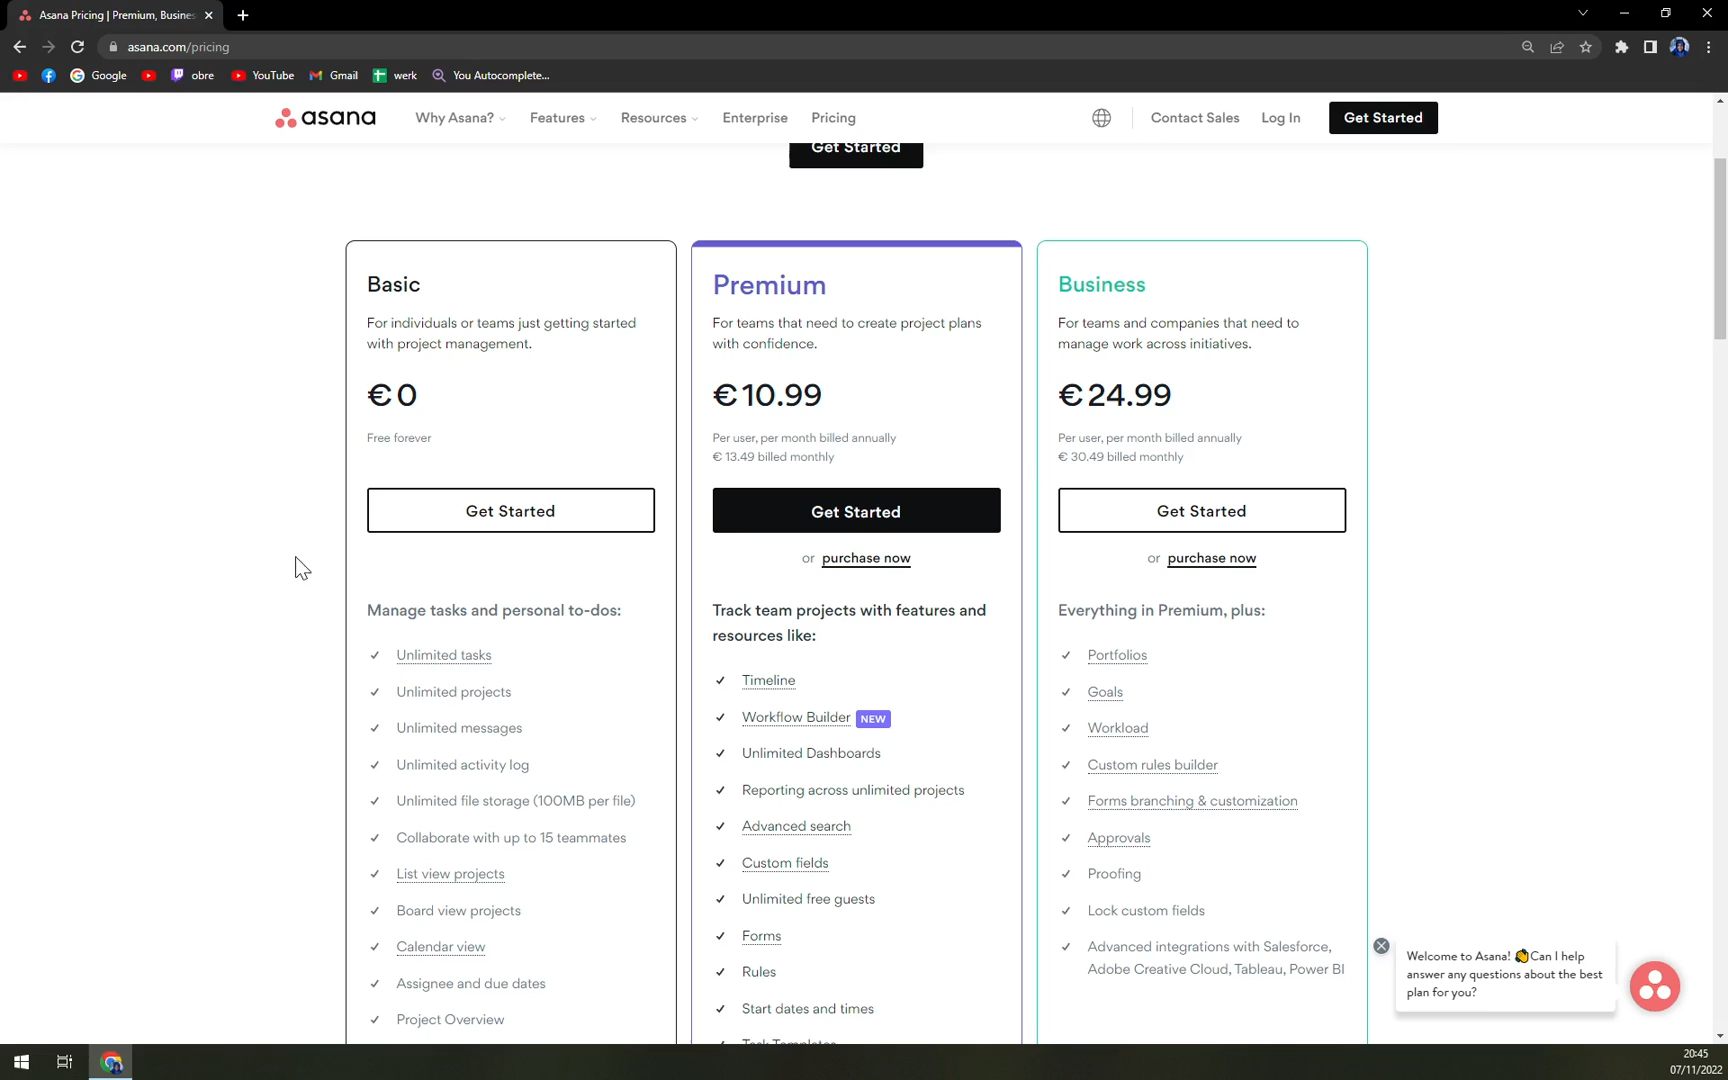 Asana Pricing | Premium, Busines
asana.com/pricing
Google
obre
YouTube
Gmail
werk
You Autocomplete...
asana
Why Asana?
Features
Resources
Enterprise
Pricing
Contact Sales
Log In
Get Started
Get Started
Basic
For individuals or teams just getting started
with project management.
€0
Free forever
Get Started
Manage tasks and personal to-dos:
Unlimited tasks
Unlimited projects
Unlimited messages
Unlimited activity log
Unlimited file storage (100MB per file)
Collaborate with up to 15 teammates
List view projects
Board view projects
Calendar view
Assignee and due dates
Project Overview
Premium
For teams that need to create project plans
with confidence.
€10.99
Per user, per month billed annually
€ 13.49 billed monthly
Get Started
or purchase now
Track team projects with features and
resources like:
Timeline
Workflow Builder NEW
Unlimited Dashboards
Reporting across unlimited projects
Advanced search
Custom fields
Unlimited free guests
Forms
Rules
Start dates and times
Task Templates
Business
For teams and companies that need to
manage work across initiatives.
€24.99
Per user, per month billed annually
€ 30.49 billed monthly
Get Started
or purchase now
Everything in Premium, plus:
Portfolios
Goals
Workload
Custom rules builder
Forms branching & customization
Approvals
Proofing
Lock custom fields
Advanced integrations with Salesforce,
Adobe Creative Cloud, Tableau, Power BI
Welcome to Asana! 👏Can I help
answer any questions about the best
plan for you?
20:45
07/11/2022